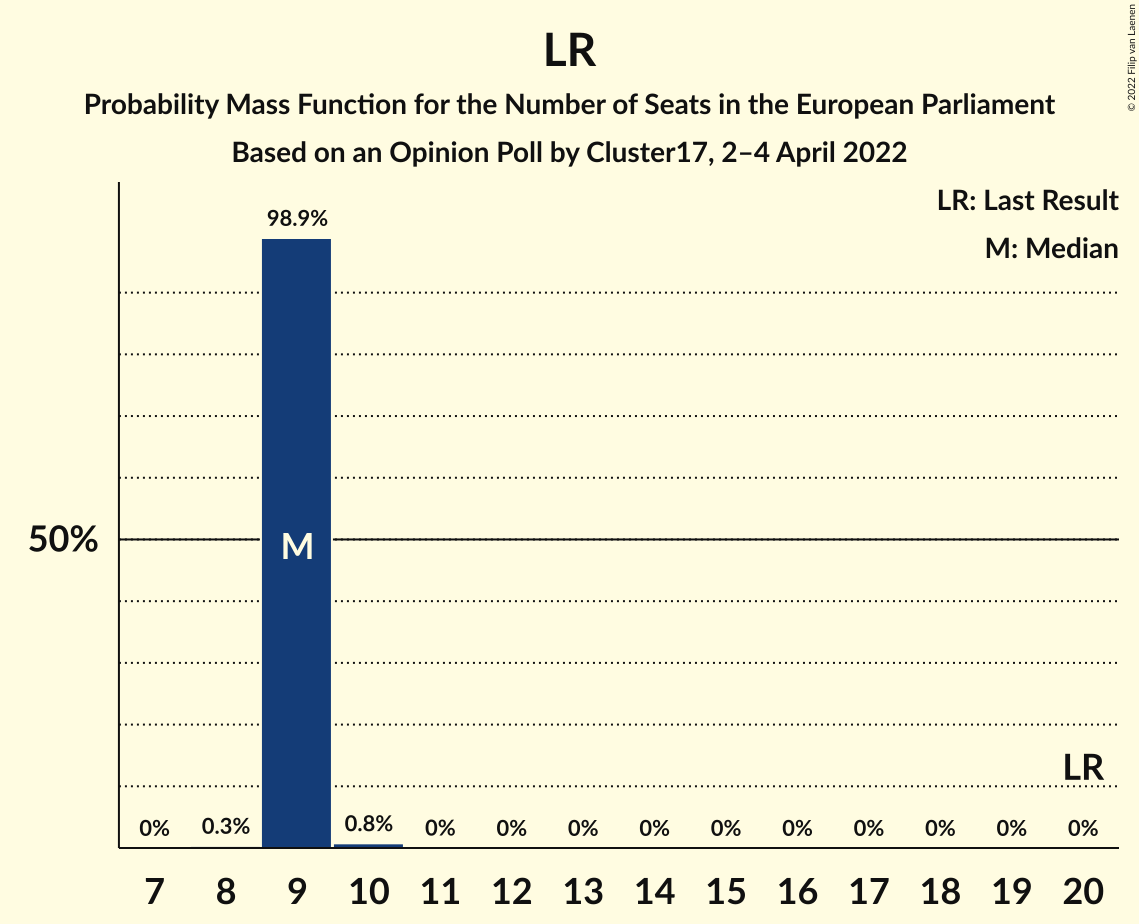 LR
Probability Mass Function for the Number of Seats in the European Parliament
Based on an Opinion Poll by Cluster17, 2–4 April 2022
© 2022 Filip van Laenen
LR: Last Result
M: Median
98.9%
50%
M
LR
0% 0.3% 0.8% 0% 0% 0% 0% 0% 0% 0% 0% 0% 0%
7 8 9 10 11 12 13 14 15 16 17 18 19 20